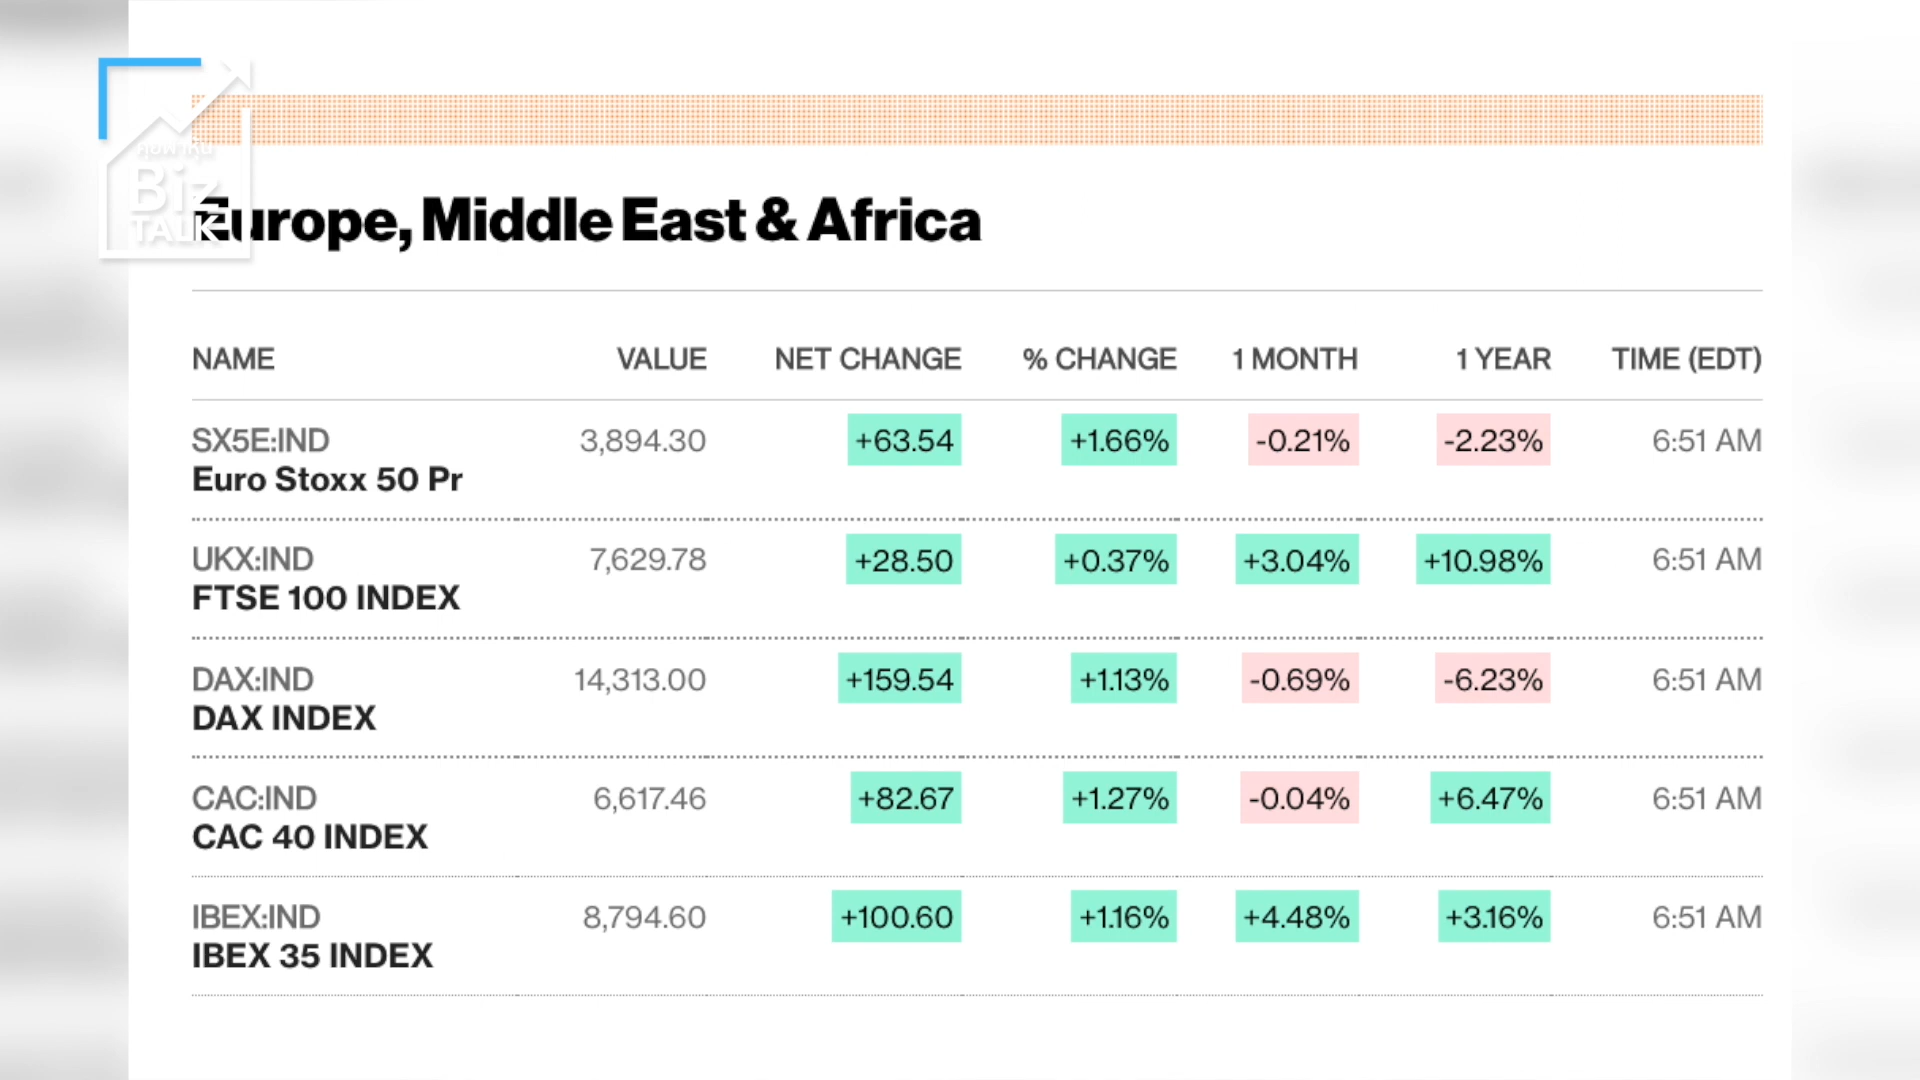 Biz
TALK
Europe, Middle East & Africa
NAME VALUE NET CHANGE % CHANGE 1 MONTH 1 YEAR TIME (EDT)
SX5E:IND 3,894.30 +63.54 +1.66% -0.21% -2.23% 6:51 AM
Euro Stoxx 50 Pr
UKX:IND 7,629.78 +28.50 +0.37% +3.04% +10.98% 6:51 AM
FTSE 100 INDEX
DAX:IND 14,313.00 +159.54 +1.13% -0.69% -6.23% 6:51 AM
DAX INDEX
CAC:IND 6,617.46 +82.67 +1.27% -0.04% +6.47% 6:51 AM
CAC 40 INDEX
IBEX:IND 8,794.60 +100.60 +1.16% +4.48% +3.16% 6:51 AM
IBEX 35 INDEX